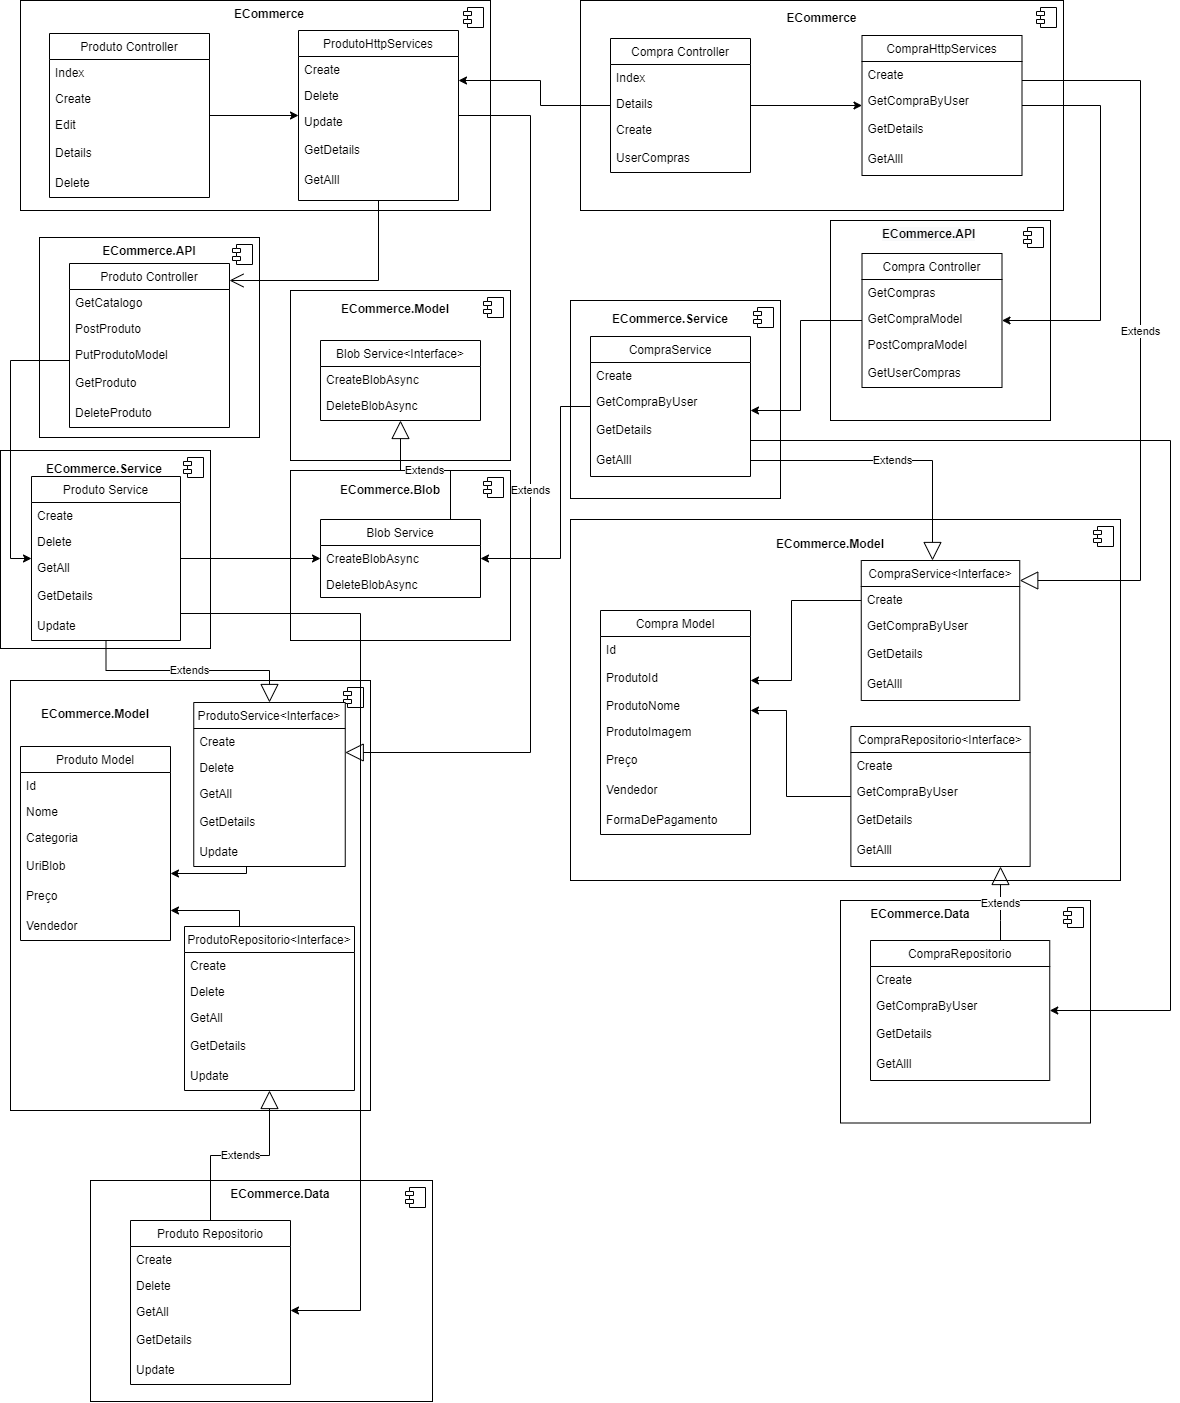 ECommerce
Produto Controller
Index
Create
Edit
Details
Delete
ProdutoHttpServices
Create
Delete
Update
GetDetails
GetAlll
ECommerce
Compra Controller
Index
Details
Create
UserCompras
CompraHttpServices
Create
GetCompraByUser
GetDetails
GetAlll
ECommerce.API
Produto Controller
GetCatalogo
PostProduto
PutProdutoModel
GetProduto
DeleteProduto
ECommerce.Model
Blob Service<Interface>
CreateBlobAsync
DeleteBlobAsync
ECommerce.Service
CompraService
Create
GetCompraByUser
GetDetails
GetAlll
ECommerce.API
Compra Controller
GetCompras
GetCompraModel
PostCompraModel
GetUserCompras
Extends
ECommerce.Service
Produto Service
Create
Delete
GetAll
GetDetails
Update
Extends
ECommerce.Blob
Blob Service
CreateBlobAsync
DeleteBlobAsync
Extends
Extends
Extends
ECommerce.Model
Produto Model
Id
Nome
Categoria
UriBlob
Preço
Vendedor
ProdutoService<Interface>
Create
Delete
GetAll
GetDetails
Update
ProdutoRepositorio<Interface>
Create
Delete
GetAll
GetDetails
Update
ECommerce.Model
Compra Model
Id
ProdutoId
ProdutoNome
ProdutoImagem
Preço
Vendedor
FormaDePagamento
CompraService<Interface>
Create
GetCompraByUser
GetDetails
GetAlll
CompraRepositorio<Interface>
Create
GetCompraByUser
GetDetails
GetAlll
Extends
ECommerce.Data
CompraRepositorio
Create
GetCompraByUser
GetDetails
GetAlll
Extends
ECommerce.Data
Produto Repositorio
Create
Delete
GetAll
GetDetails
Update